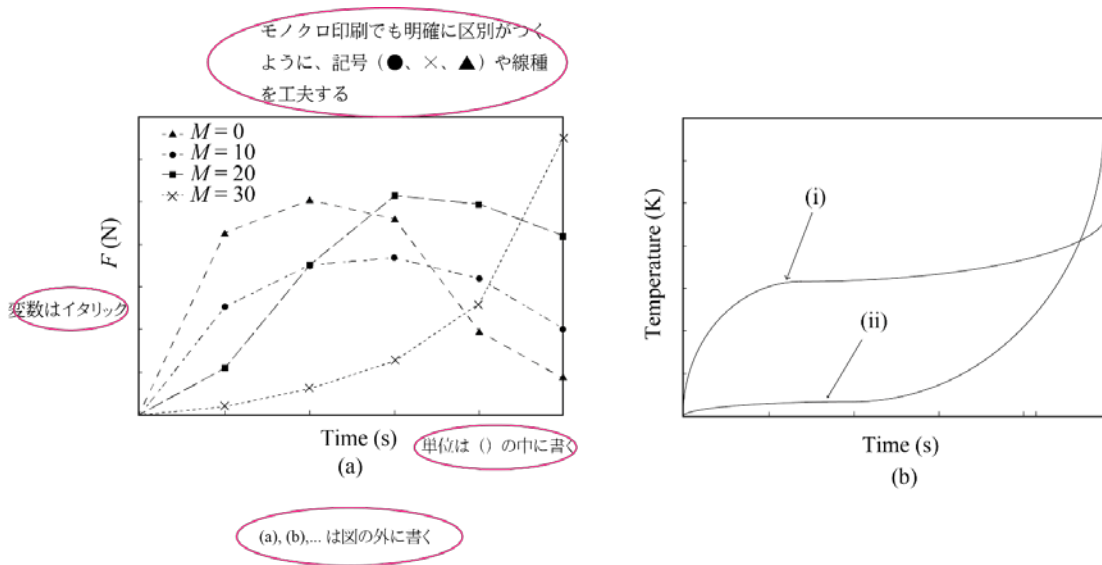 モノクロ印刷でも明確に区別がつく
ように、記号（●、×、▲）や線種
を工夫する
M = 0
M = 10
M = 20
M = 30
F (N)
変数はイタリック
Time (s)
単位は（）の中に書く
(a)
(a), (b),... は図の外に書く
(i)
(ii)
Temperature (K)
Time (s)
(b)